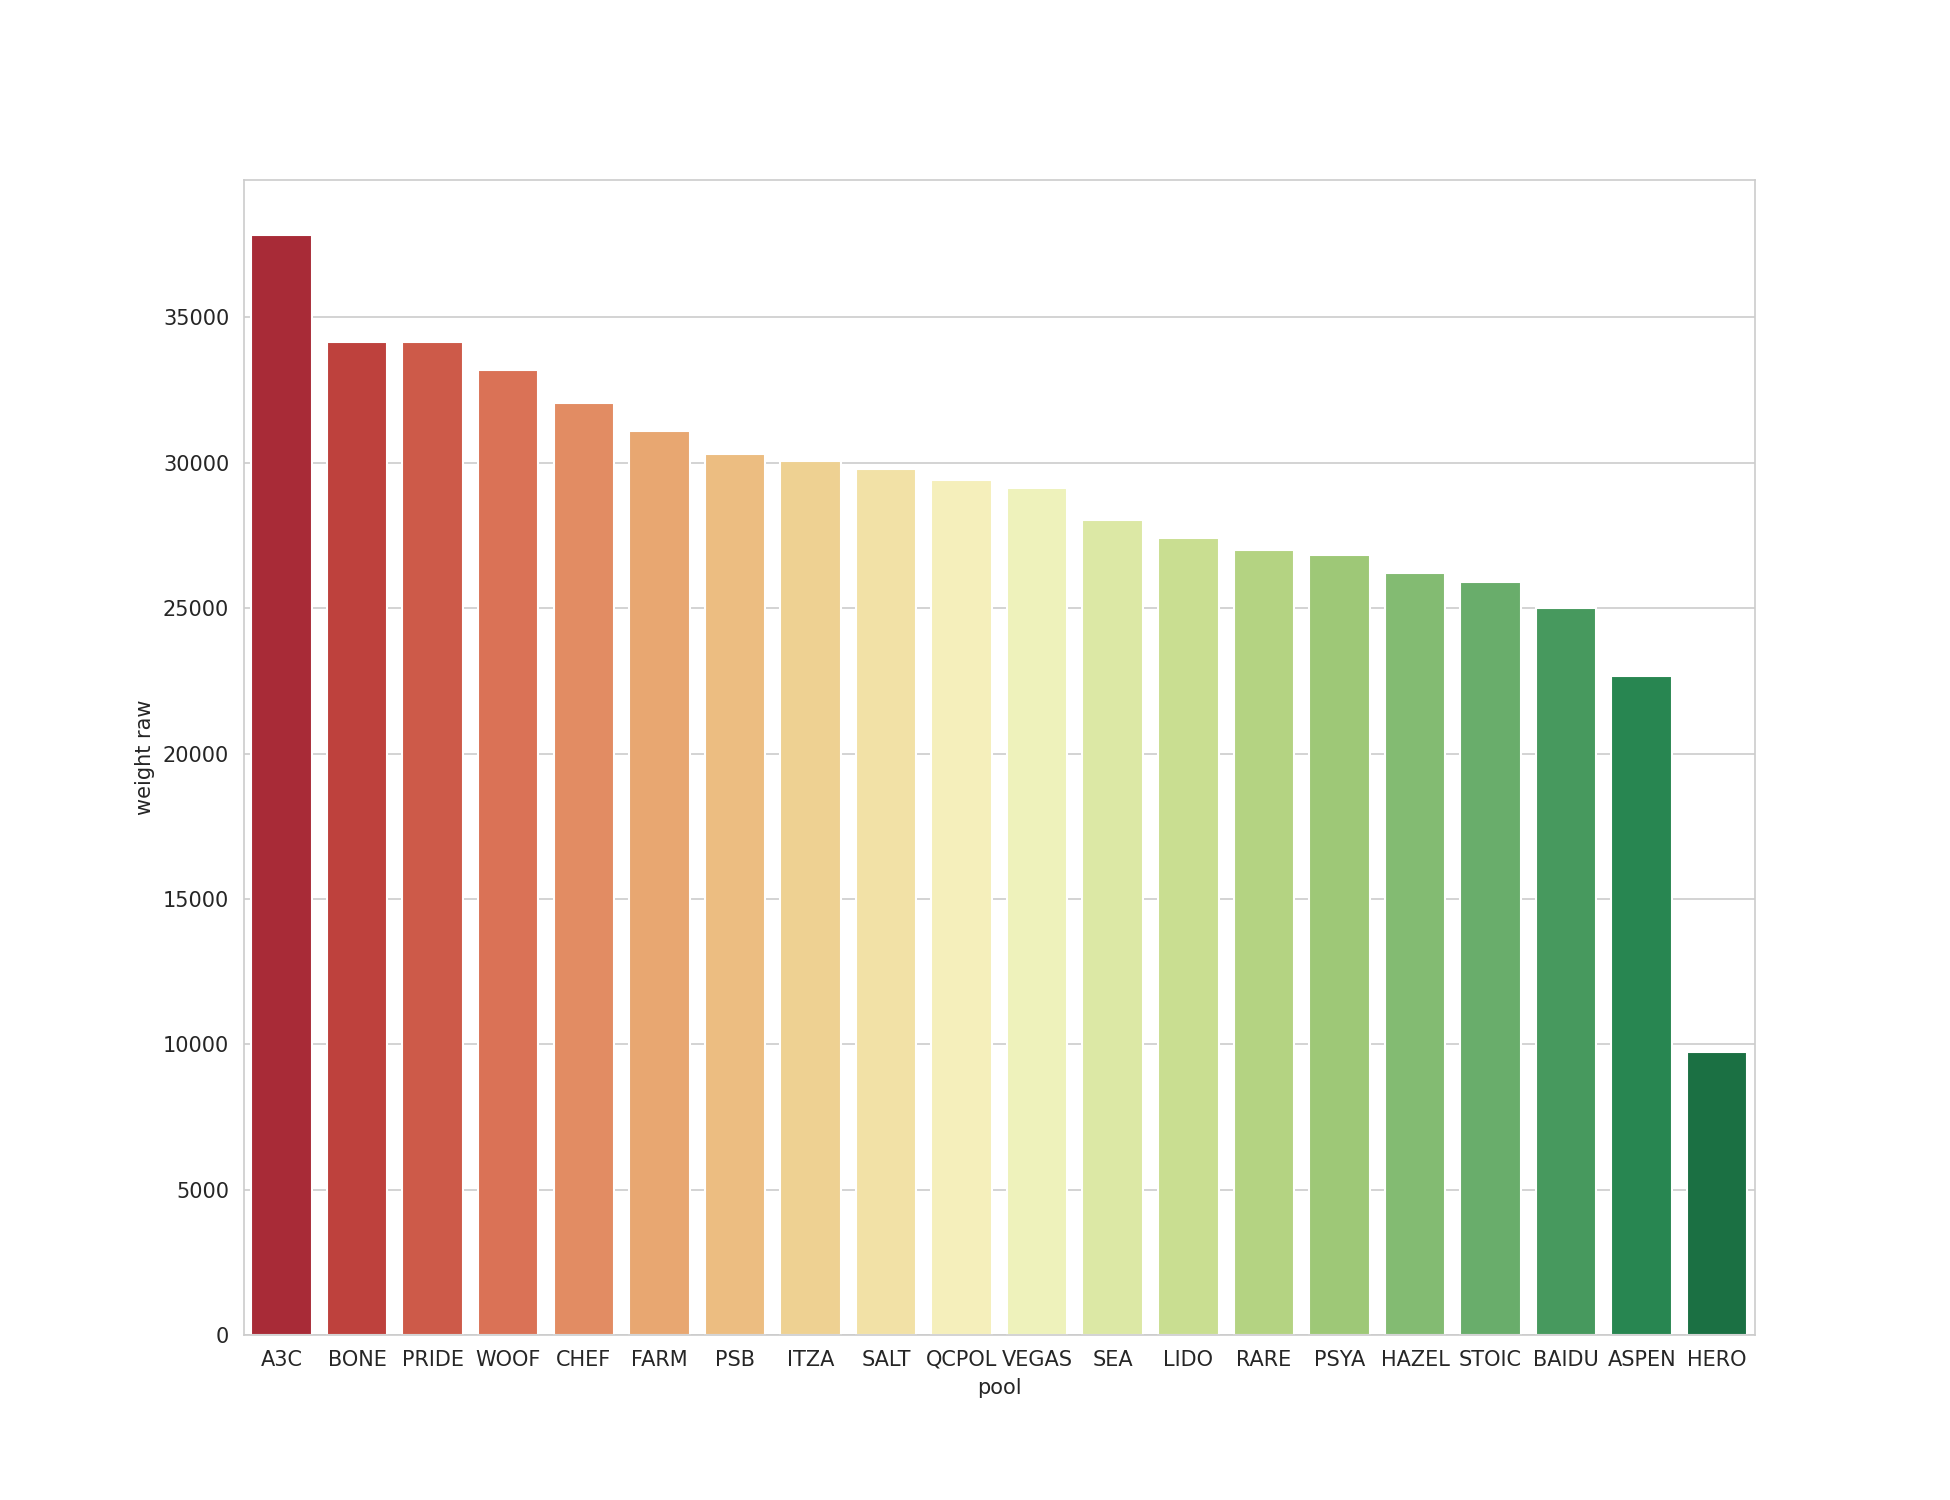 35000
30000
25000
20000
15000
10000
5000
0
weight raw
A3C BONE PRIDE WOOF CHEF FARM PSB ITZA SALT QCPOL VEGAS SEA LIDO RARE PSYA HAZEL STOIC BAIDU ASPEN HERO
pool